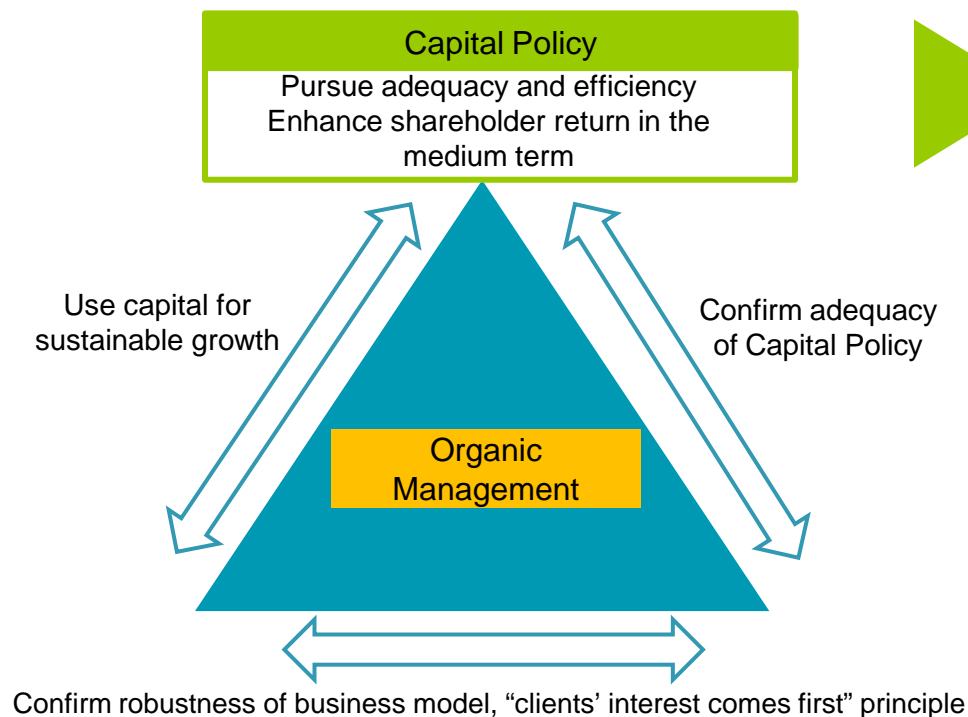 Capital Policy
Pursue adequacy and efficiency
Enhance shareholder return in the
medium term
Use capital for
sustainable growth
Confirm adequacy
of Capital Policy
Organic
Management
Confirm robustness of business model, “clients’ interest comes first” principle